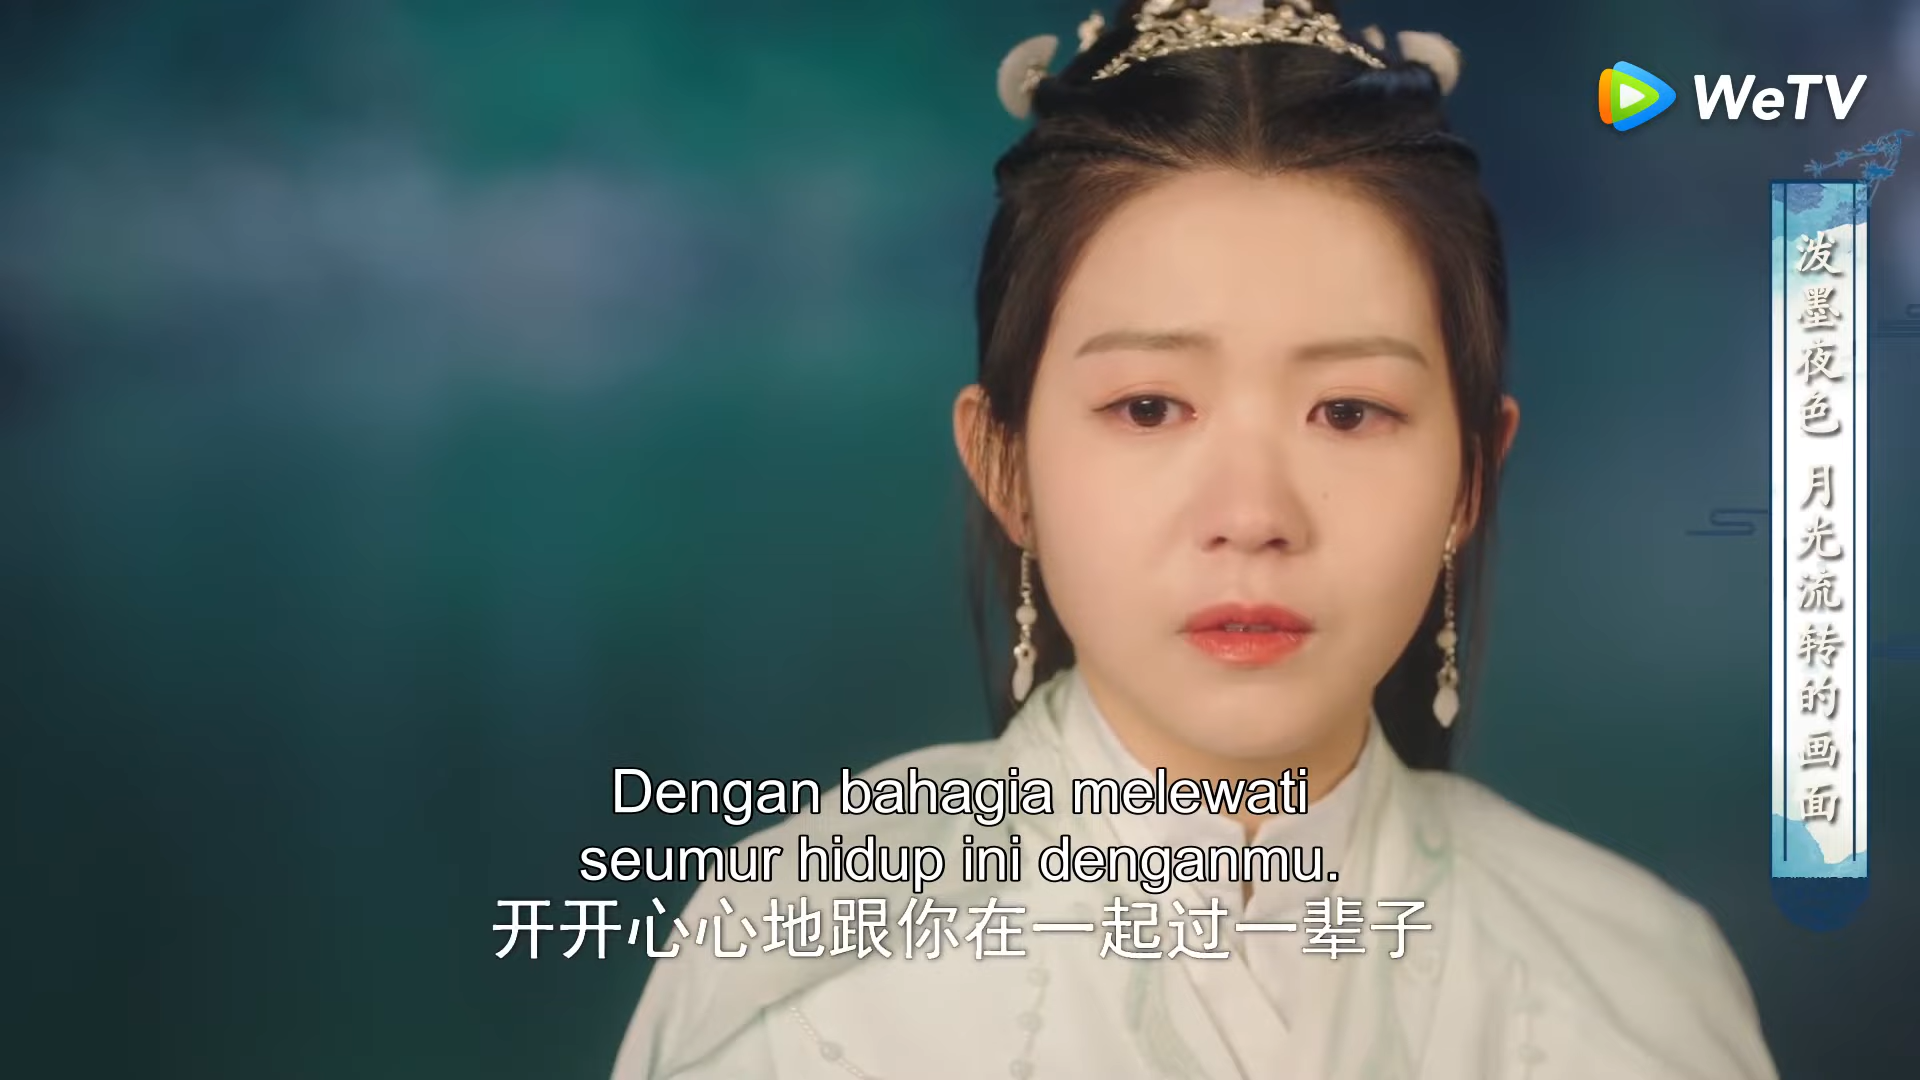 WeTV
泼墨夜色 月光流转的画面
Dengan bahagia melewati
seumur hidup ini denganmu.
开开心心地跟你在一起过一辈子